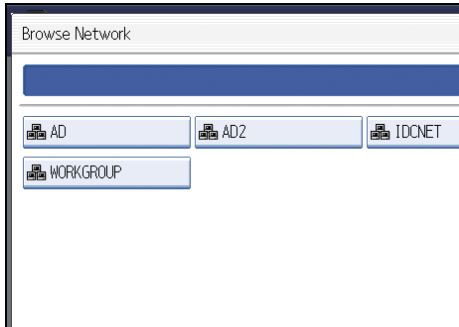 Browse Network
AD
AD2
IDCNET
WORKGROUP